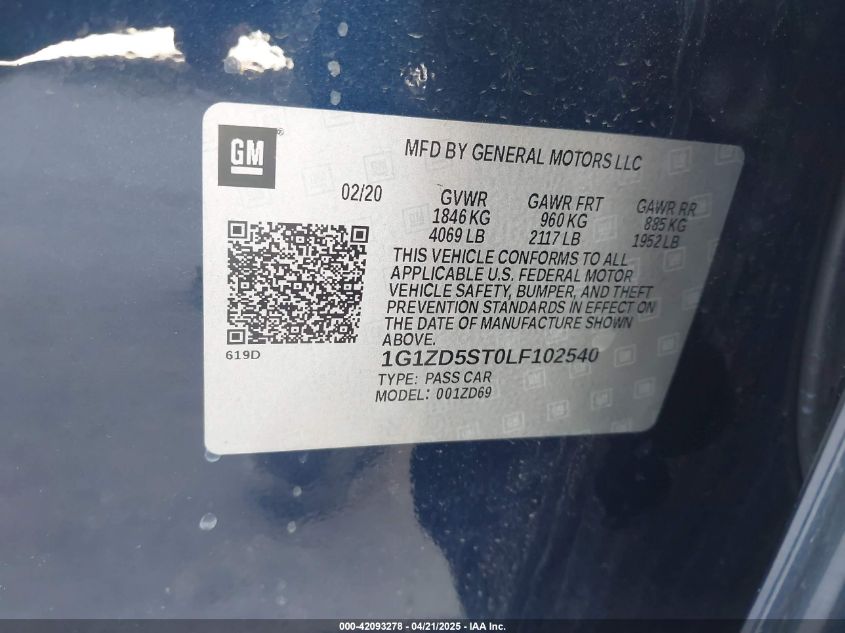 GM®
MFD BY GENERAL MOTORS LLC
02/20
GVWR
1846 KG
4069 LB
GAWR FRT
960 KG
2117 LB
GAWR RR
885 KG
1952 LB
THIS VEHICLE CONFORMS TO ALL
APPLICABLE U.S. FEDERAL MOTOR
VEHICLE SAFETY, BUMPER, AND THEFT
PREVENTION STANDARDS IN EFFECT ON
THE DATE OF MANUFACTURE SHOWN
ABOVE.
619D
1G1ZD5ST0LF102540
TYPE: PASS CAR
MODEL: 001ZD69
000-42093278 - 04/21/2025 - IAA Inc.